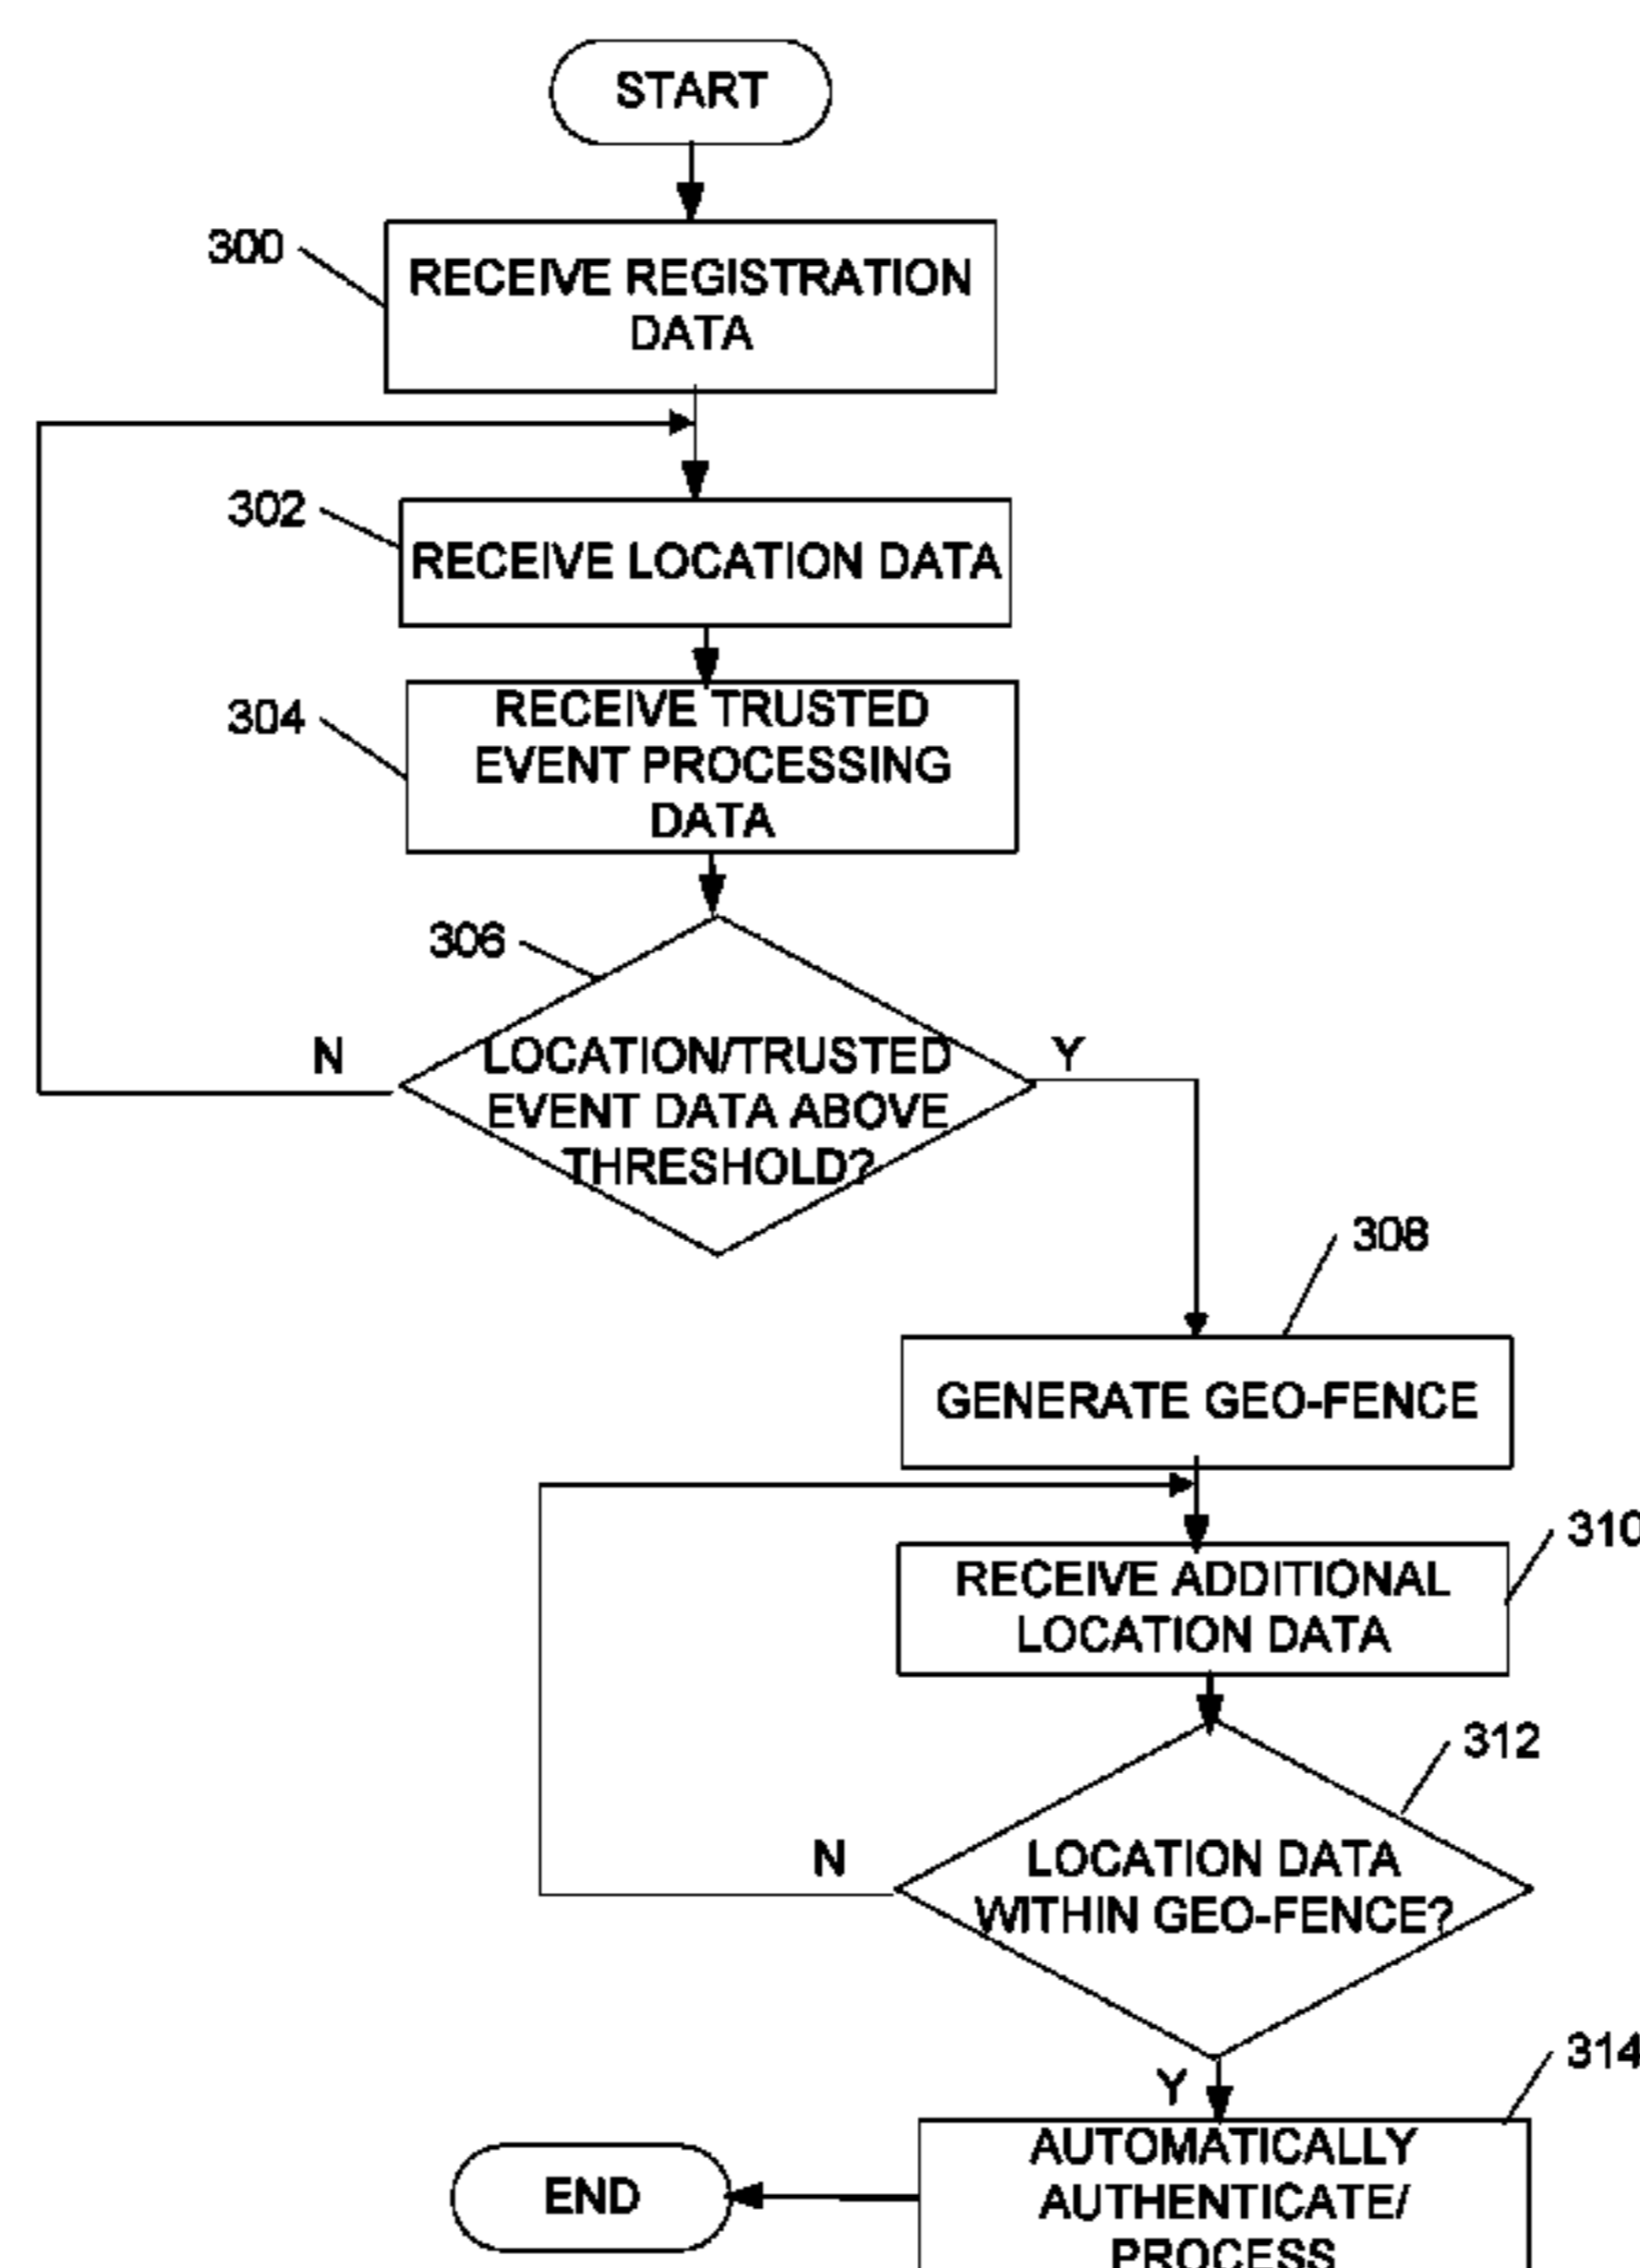 START
300
RECEIVE REGISTRATION
DATA
302
RECEIVE LOCATION DATA
304
RECEIVE TRUSTED
EVENT PROCESSING
DATA
306
N
LOCATION/TRUSTED
EVENT DATA ABOVE
THRESHOLD?
Y
308
GENERATE GEO-FENCE
310
RECEIVE ADDITIONAL
LOCATION DATA
312
N
LOCATION DATA
WITHIN GEO-FENCE?
Y
314
AUTOMATICALLY
AUTHENTICATE/
PROCESS
END